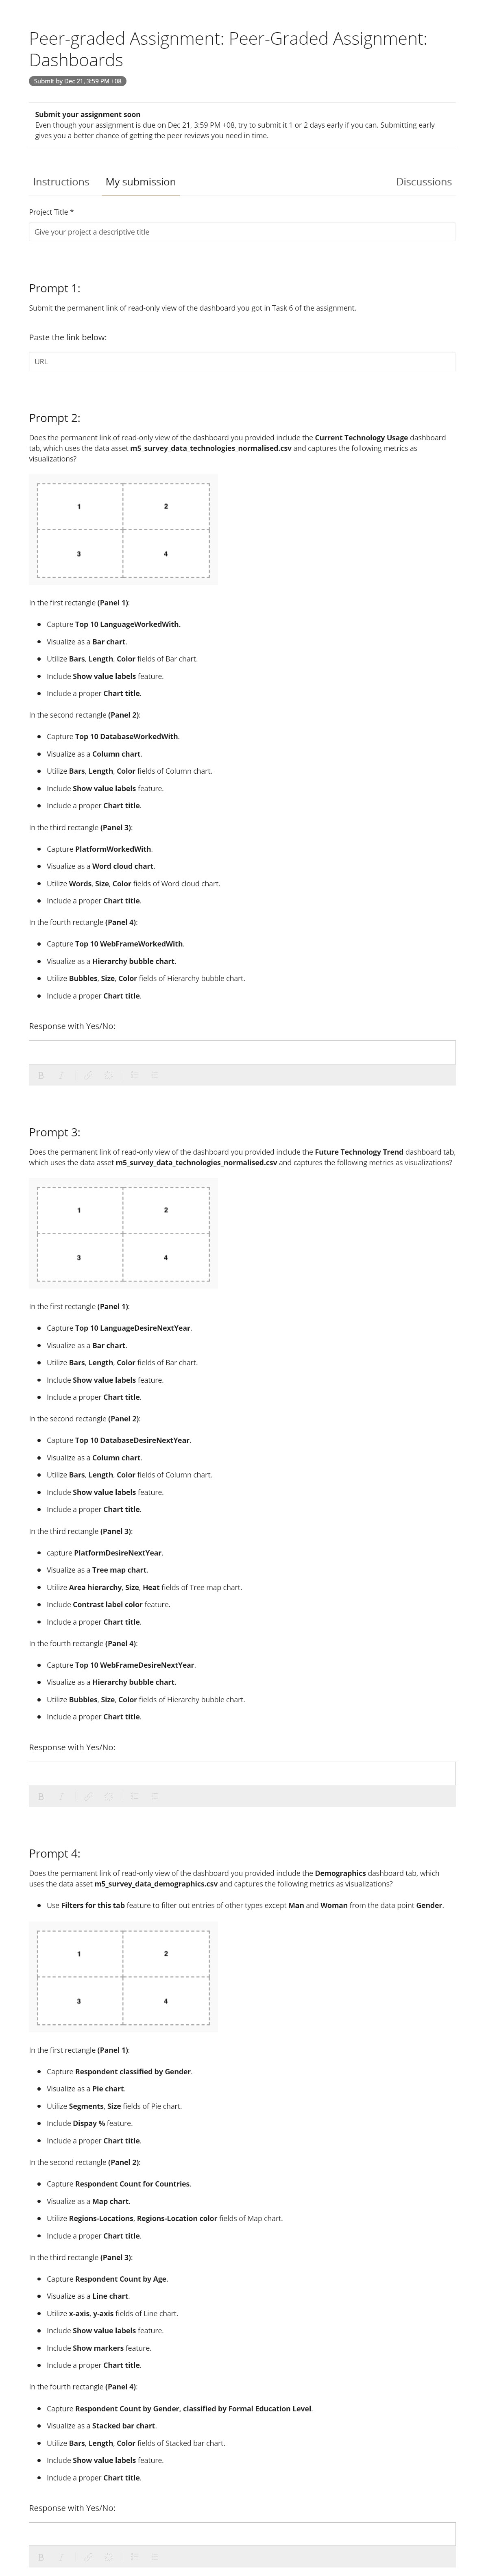 Peer-graded Assignment: Peer-Graded Assignment:
Dashboards
Submit by Dec 21, 3:59 PM +08
Submit your assignment soon
Even though your assignment is due on Dec 21, 3:59 PM +08, try to submit it 1 or 2 days early if you can. Submitting early
gives you a better chance of getting the peer reviews you need in time.
Instructions
My submission
Discussions
Project Title *
Give your project a descriptive title
Prompt 1:
Submit the permanent link of read-only view of the dashboard you got in Task 6 of the assignment.
Paste the link below:
URL
Prompt 2:
Does the permanent link of read-only view of the dashboard you provided include the Current Technology Usage dashboard
tab, which uses the data asset m5_survey_data_technologies_normalised.csv and captures the following metrics as
visualizations?
1
2
3
4
In the first rectangle (Panel 1):
Capture Top 10 LanguageWorkedWith.
Visualize as a Bar chart.
Utilize Bars, Length, Color fields of Bar chart.
Include Show value labels feature.
Include a proper Chart title.
In the second rectangle (Panel 2):
Capture Top 10 DatabaseWorkedWith.
Visualize as a Column chart.
Utilize Bars, Length, Color fields of Column chart.
Include Show value labels feature.
Include a proper Chart title.
In the third rectangle (Panel 3):
Capture PlatformWorkedWith.
Visualize as a Word cloud chart.
Utilize Words, Size, Color fields of Word cloud chart.
Include a proper Chart title.
In the fourth rectangle (Panel 4):
Capture Top 10 WebFrameWorkedWith.
Visualize as a Hierarchy bubble chart.
Utilize Bubbles, Size, Color fields of Hierarchy bubble chart.
Include a proper Chart title.
Response with Yes/No:
B I
Prompt 3:
Does the permanent link of read-only view of the dashboard you provided include the Future Technology Trend dashboard tab,
which uses the data asset m5_survey_data_technologies_normalised.csv and captures the following metrics as visualizations?
1
2
3
4
In the first rectangle (Panel 1):
Capture Top 10 LanguageDesireNextYear.
Visualize as a Bar chart.
Utilize Bars, Length, Color fields of Bar chart.
Include Show value labels feature.
Include a proper Chart title.
In the second rectangle (Panel 2):
Capture Top 10 DatabaseDesireNextYear.
Visualize as a Column chart.
Utilize Bars, Length, Color fields of Column chart.
Include Show value labels feature.
Include a proper Chart title.
In the third rectangle (Panel 3):
capture PlatformDesireNextYear.
Visualize as a Tree map chart.
Utilize Area hierarchy, Size, Heat fields of Tree map chart.
Include Contrast label color feature.
Include a proper Chart title.
In the fourth rectangle (Panel 4):
Capture Top 10 WebFrameDesireNextYear.
Visualize as a Hierarchy bubble chart.
Utilize Bubbles, Size, Color fields of Hierarchy bubble chart.
Include a proper Chart title.
Response with Yes/No:
B I
Prompt 4:
Does the permanent link of read-only view of the dashboard you provided include the Demographics dashboard tab, which
uses the data asset m5_survey_data_demographics.csv and captures the following metrics as visualizations?
Use Filters for this tab feature to filter out entries of other types except Man and Woman from the data point Gender.
1
2
3
4
In the first rectangle (Panel 1):
Capture Respondent classified by Gender.
Visualize as a Pie chart.
Utilize Segments, Size fields of Pie chart.
Include Dispay % feature.
Include a proper Chart title.
In the second rectangle (Panel 2):
Capture Respondent Count for Countries.
Visualize as a Map chart.
Utilize Regions-Locations, Regions-Location color fields of Map chart.
Include a proper Chart title.
In the third rectangle (Panel 3):
Capture Respondent Count by Age.
Visualize as a Line chart.
Utilize x-axis, y-axis fields of Line chart.
Include Show value labels feature.
Include Show markers feature.
Include a proper Chart title.
In the fourth rectangle (Panel 4):
Capture Respondent Count by Gender, classified by Formal Education Level.
Visualize as a Stacked bar chart.
Utilize Bars, Length, Color fields of Stacked bar chart.
Include Show value labels feature.
Include a proper Chart title.
Response with Yes/No:
B I